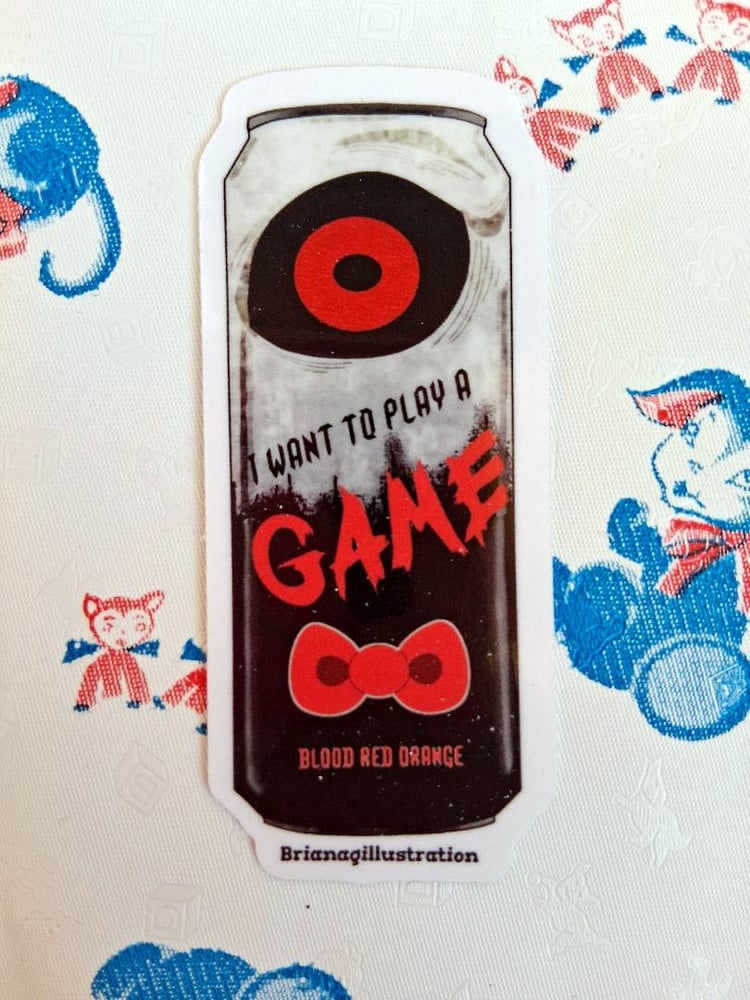 I WANT TO PLAY A
GAME
BLOOD RED ORANGE
Brianagillustration